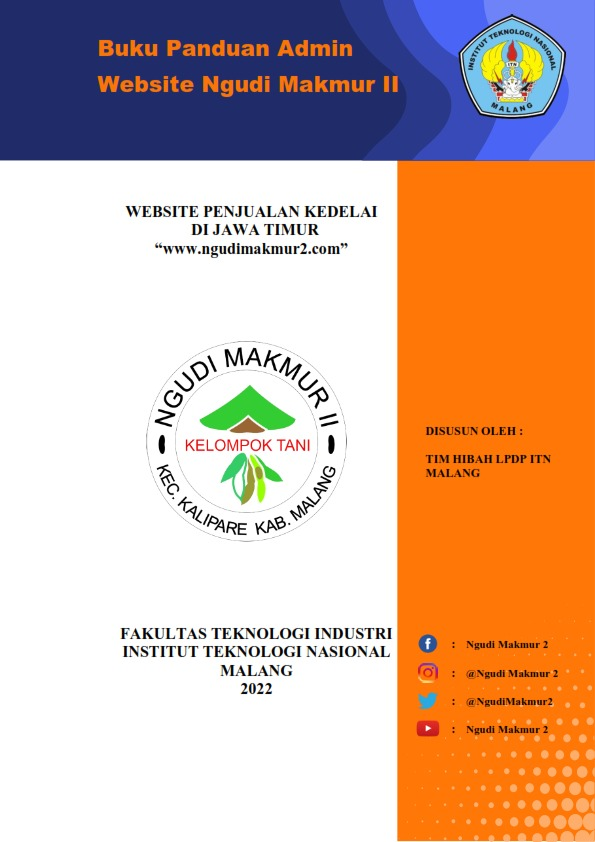 Buku Panduan Admin
Website Ngudi Makmur II
INSTITUT TEKNOLOGI NASIONAL
ITN
MALANG
WEBSITE PENJUALAN KEDELAI
DI JAWA TIMUR
“www.ngudimakmur2.com”
NGUDI MAKMUR II
KELOMPOK TANI
KEC. KALIPARE KAB. MALANG
DISUSUN OLEH :
TIM HIBAH LPDP ITN
MALANG
FAKULTAS TEKNOLOGI INDUSTRI
INSTITUT TEKNOLOGI NASIONAL
MALANG
2022
: Ngudi Makmur 2
: @Ngudi Makmur 2
: @NgudiMakmur2
: Ngudi Makmur 2